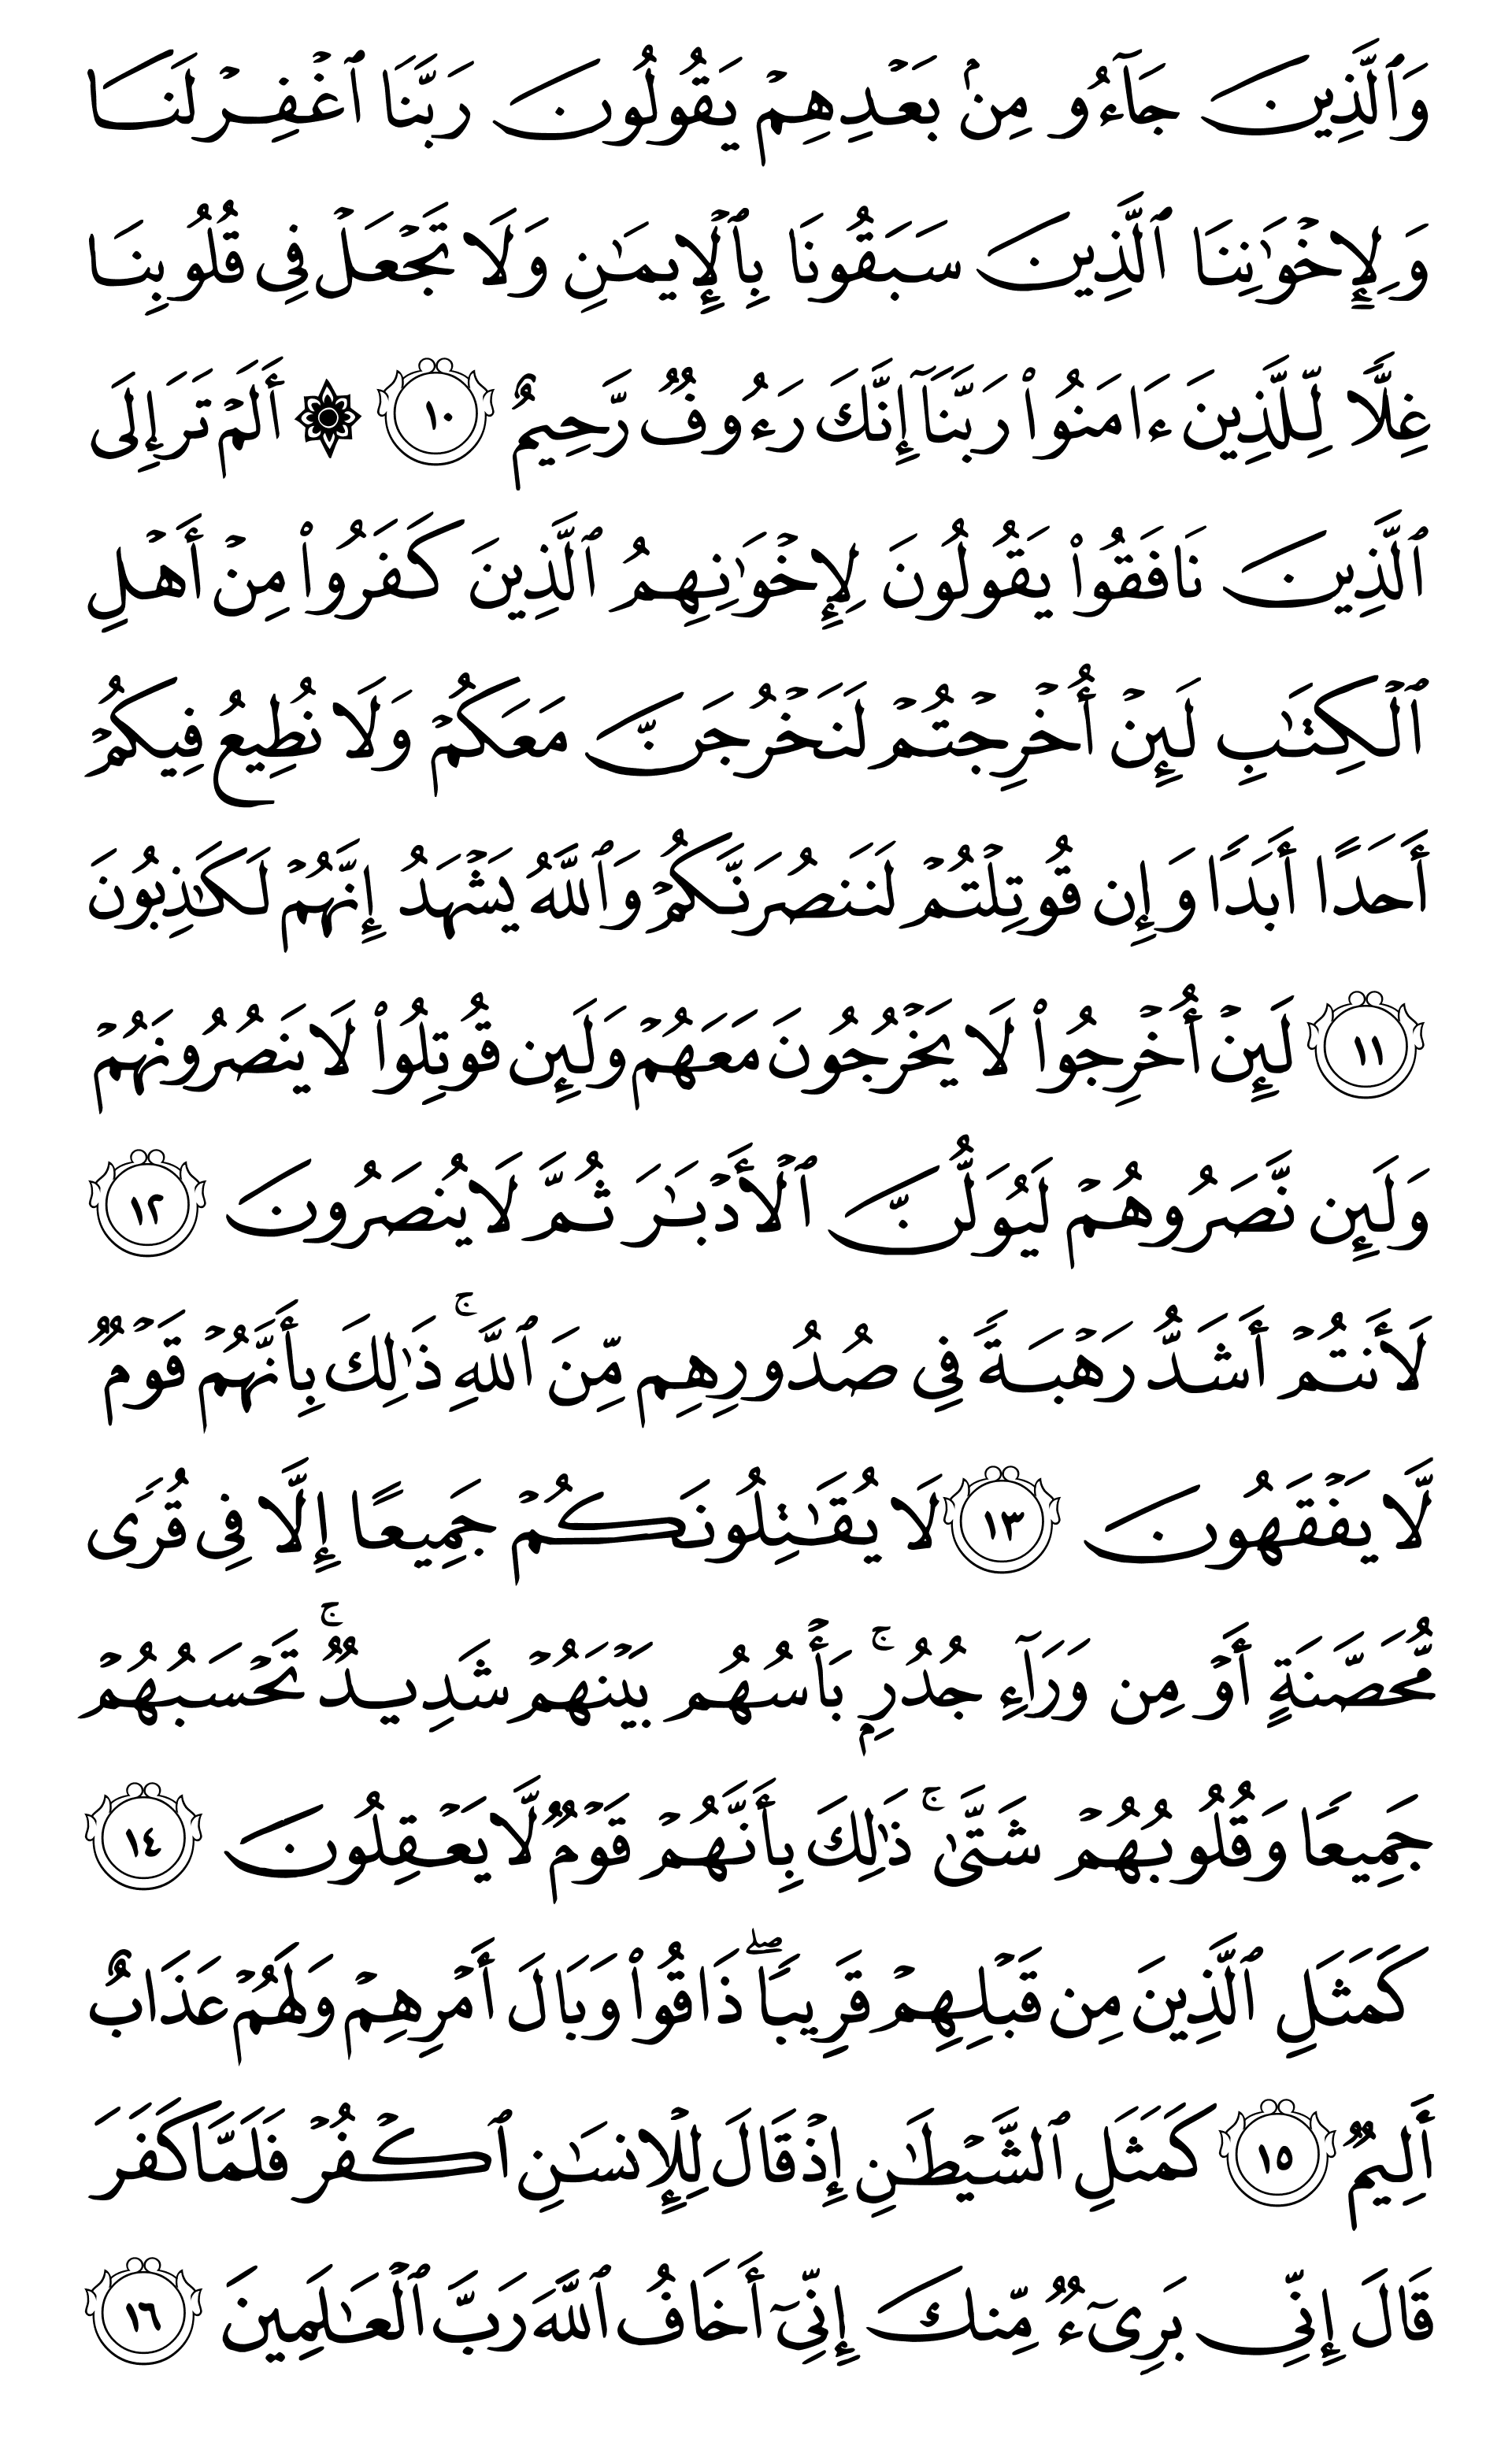 وَٱلَّذِينَ جَآءُو مِنۢ بَعْدِهِمْ يَقُولُونَ رَبَّنَا ٱغْفِرْ لَنَا
وَلِإِخْوَٰنِنَا ٱلَّذِينَ سَبَقُونَا بِٱلْإِيمَٰنِ وَلَا تَجْعَلْ فِى قُلُوبِنَا
غِلًّا لِّلَّذِينَ ءَامَنُوا۟ رَبَّنَآ إِنَّكَ رَءُوفٌ رَّحِيمٌ ١٠ ۞ أَلَمْ تَرَ إِلَى
ٱلَّذِينَ نَافَقُوا۟ يَقُولُونَ لِإِخْوَٰنِهِمُ ٱلَّذِينَ كَفَرُوا۟ مِنْ أَهْلِ
ٱلْكِتَٰبِ لَئِنْ أُخْرِجْتُمْ لَنَخْرُجَنَّ مَعَكُمْ وَلَا نُطِيعُ فِيكُمْ
أَحَدًا أَبَدًا وَإِن قُوتِلْتُمْ لَنَنصُرَنَّكُمْ وَٱللَّهُ يَشْهَدُ إِنَّهُمْ لَكَٰذِبُونَ
١١ لَئِنْ أُخْرِجُوا۟ لَا يَخْرُجُونَ مَعَهُمْ وَلَئِن قُوتِلُوا۟ لَا يَنصُرُونَهُمْ
وَلَئِن نَّصَرُوهُمْ لَيُوَلُّنَّ ٱلْأَدْبَٰرَ ثُمَّ لَا يُنصَرُونَ ١٢
لَأَنتُمْ أَشَدُّ رَهْبَةً فِى صُدُورِهِم مِّنَ ٱللَّهِ ۚ ذَٰلِكَ بِأَنَّهُمْ قَوْمٌ
لَّا يَفْقَهُونَ ١٣ لَا يُقَٰتِلُونَكُمْ جَمِيعًا إِلَّا فِى قُرًى
مُّحَصَّنَةٍ أَوْ مِن وَرَآءِ جُدُرٍۭ ۚ بَأْسُهُم بَيْنَهُمْ شَدِيدٌ ۚ تَحْسَبُهُمْ
جَمِيعًا وَقُلُوبُهُمْ شَتَّىٰ ۚ ذَٰلِكَ بِأَنَّهُمْ قَوْمٌ لَّا يَعْقِلُونَ ١٤
كَمَثَلِ ٱلَّذِينَ مِن قَبْلِهِمْ قَرِيبًا ۖ ذَاقُوا۟ وَبَالَ أَمْرِهِمْ وَلَهُمْ عَذَابٌ
أَلِيمٌ ١٥ كَمَثَلِ ٱلشَّيْطَٰنِ إِذْ قَالَ لِلْإِنسَٰنِ ٱكْفُرْ فَلَمَّا كَفَرَ
قَالَ إِنِّى بَرِىٓءٌ مِّنكَ إِنِّىٓ أَخَافُ ٱللَّهَ رَبَّ ٱلْعَٰلَمِينَ ١٦